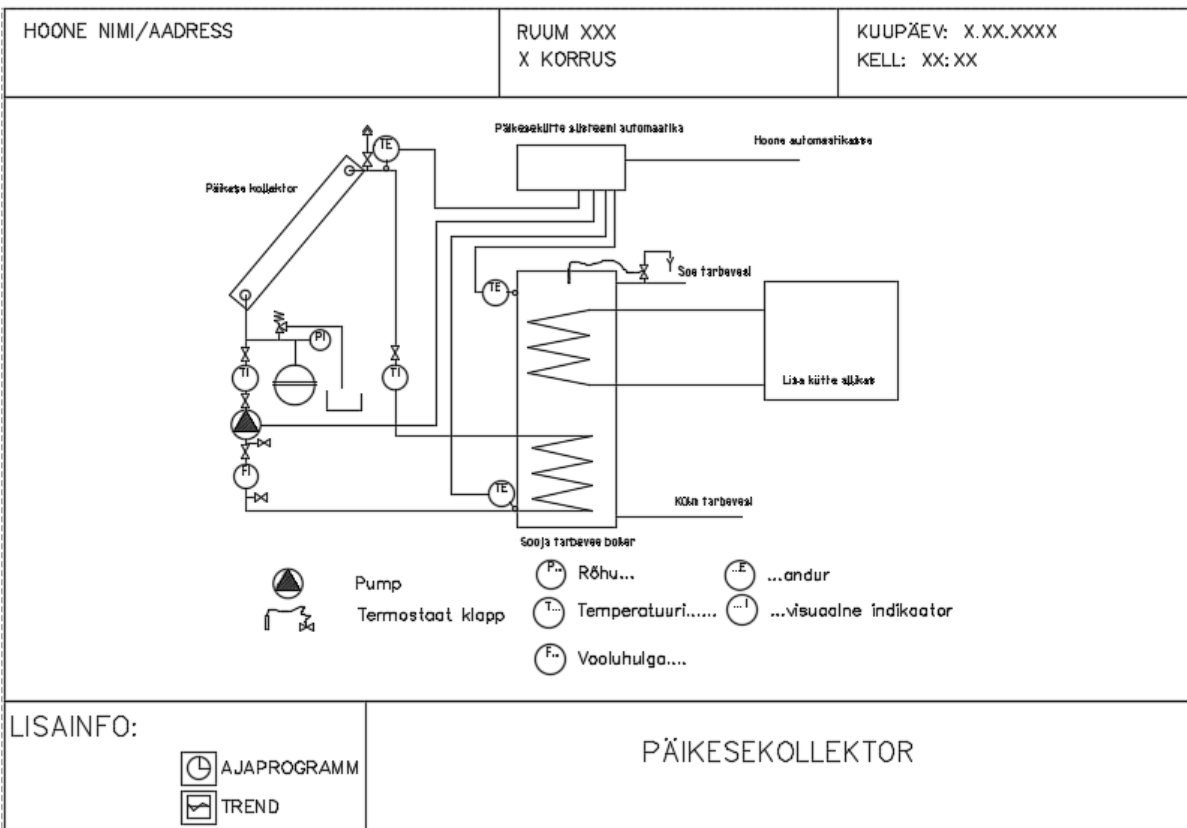 HOONE NIMI/AADRESS
RUUM XXX
X KORRUS
KUUPÄEV: X.XX.XXXX
KELL: XX:XX
Päikesekütte süsteemi automaatika
Hoone automaatikasse
TE
Päikese kollektor
TE
Soe tarbevesi
PI
TI
TI
Lisa kütte allikas
FI
TE
Külm tarbevesi
Sooja tarbevee boiler
Pump
P..
Rõhu...
..E
...andur
Termostaat klapp
T...
Temperatuuri......
...I
...visuaalne indikaator
F..
Vooluhulga....
LISAINFO:
AJAPROGRAMM
TREND
PÄIKESEKOLLEKTOR